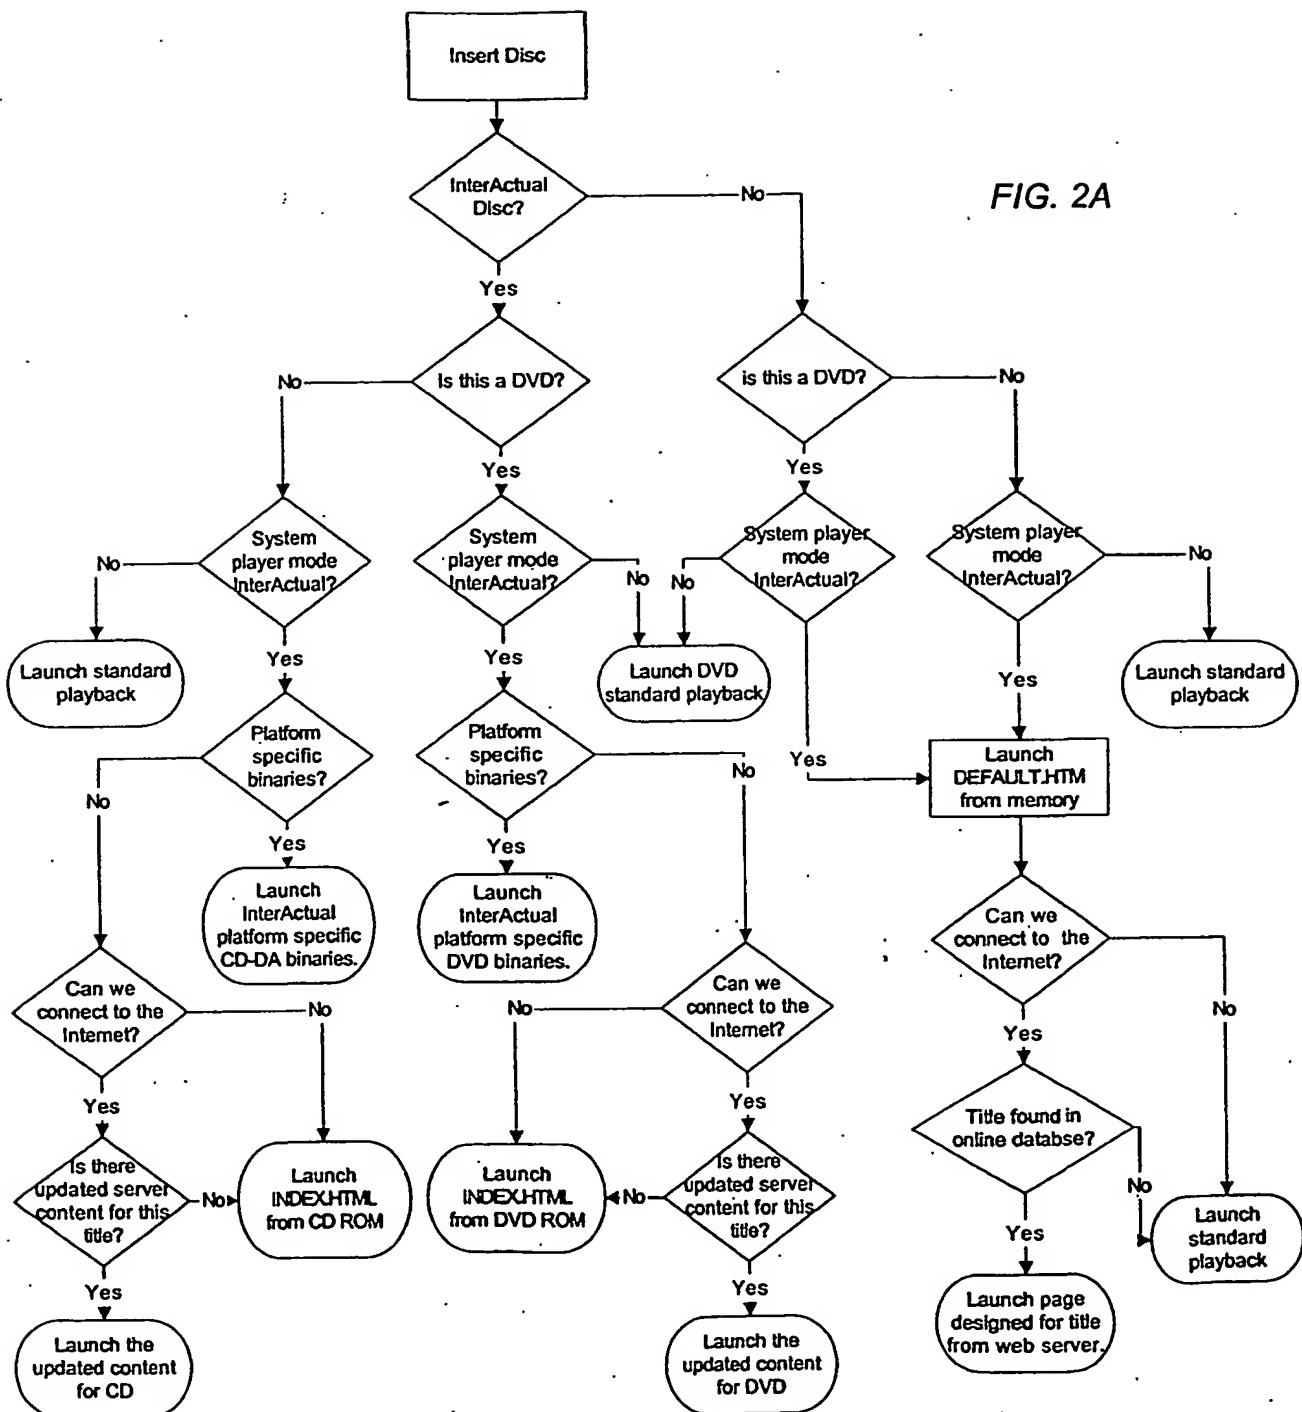 Insert Disc
FIG. 2A
InterActual
Disc?
No
Yes
Is this a DVD?
No
Yes
is this a DVD?
No
Yes
System
player mode
InterActual?
No
Yes
System
player mode
InterActual?
No
Yes
System player
mode
InterActual?
No
Yes
System player
mode
InterActual?
No
Yes
Launch standard
playback
Launch DVD
standard playback
Launch standard
playback
Platform
specific
binaries?
No
Yes
Platform
specific
binaries?
No
Yes
Launch
DEFAULT.HTM
from memory
Launch
InterActual
platform specific
CD-DA binaries.
Launch
InterActual
platform specific
DVD binaries.
Can we
connect to the
Internet?
No
Yes
Can we
connect to the
Internet?
No
Yes
Can we
connect to the
Internet?
No
Yes
Title found in
online databse?
No
Yes
Is there
updated server
content for this
title?
No
Yes
Launch
INDEX.HTML
from CD ROM
Launch
INDEX.HTML
from DVD ROM
Is there
updated server
content for this
title?
No
Yes
Launch
standard
playback
Launch page
designed for title
from web server.
Launch the
updated content
for CD
Launch the
updated content
for DVD